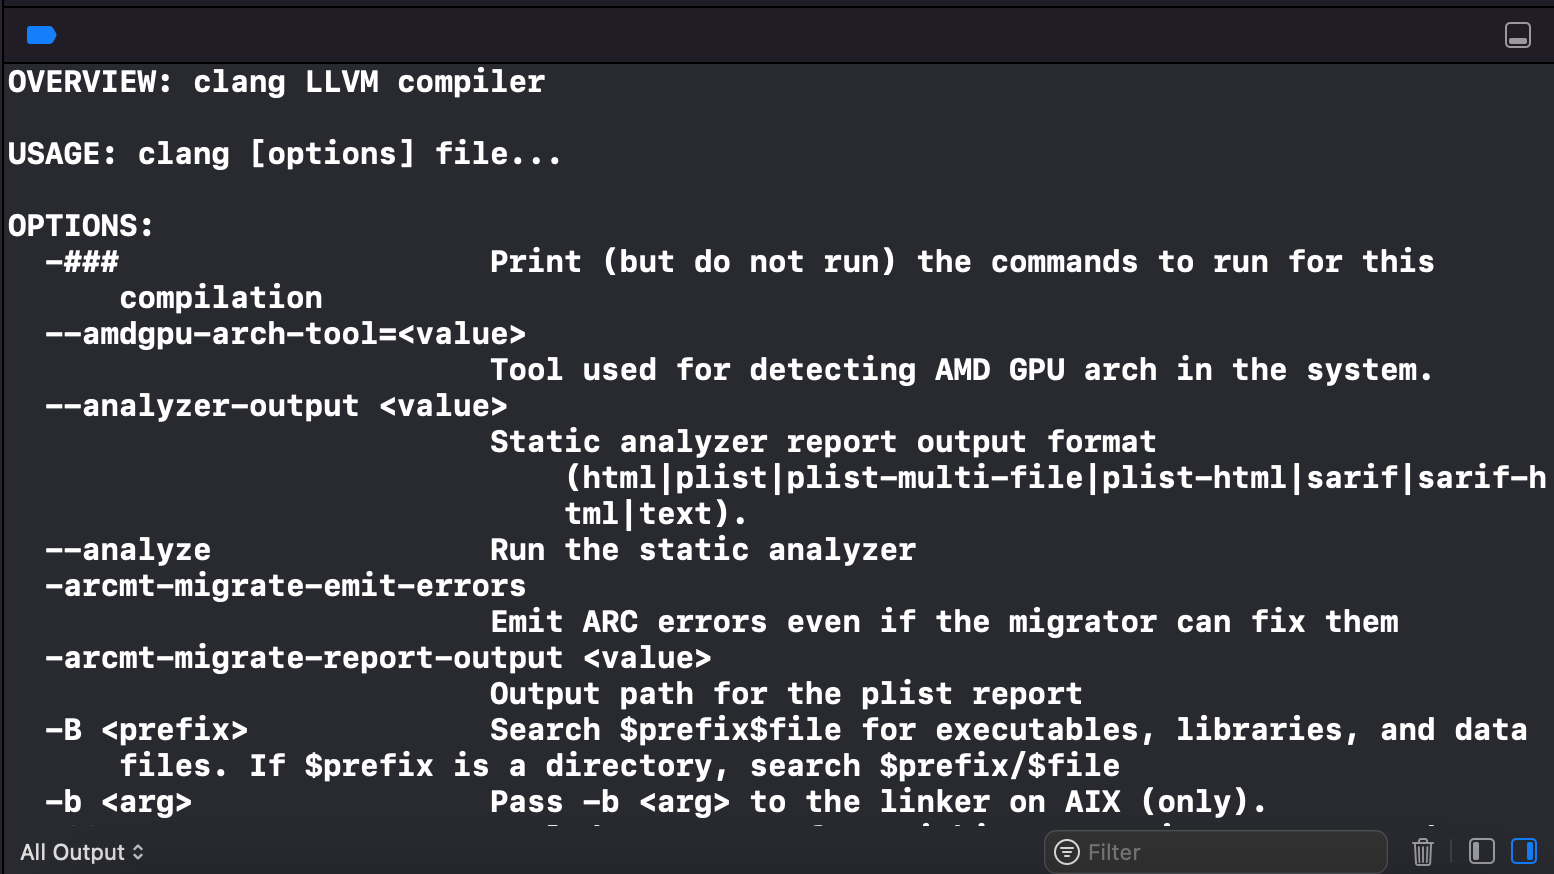 OVERVIEW: clang LLVM compiler
USAGE: clang [options] file...
OPTIONS:
-### Print (but do not run) the commands to run for this
compilation
--amdgpu-arch-tool=<value>
Tool used for detecting AMD GPU arch in the system.
--analyzer-output <value>
Static analyzer report output format
(html|plist|plist-multi-file|plist-html|sarif|sarif-h
tml|text).
--analyze Run the static analyzer
-arcmt-migrate-emit-errors
Emit ARC errors even if the migrator can fix them
-arcmt-migrate-report-output <value>
Output path for the plist report
-B <prefix> Search $prefix$file for executables, libraries, and data
files. If $prefix is a directory, search $prefix/$file
-b <arg> Pass -b <arg> to the linker on AIX (only).
All Output Filter